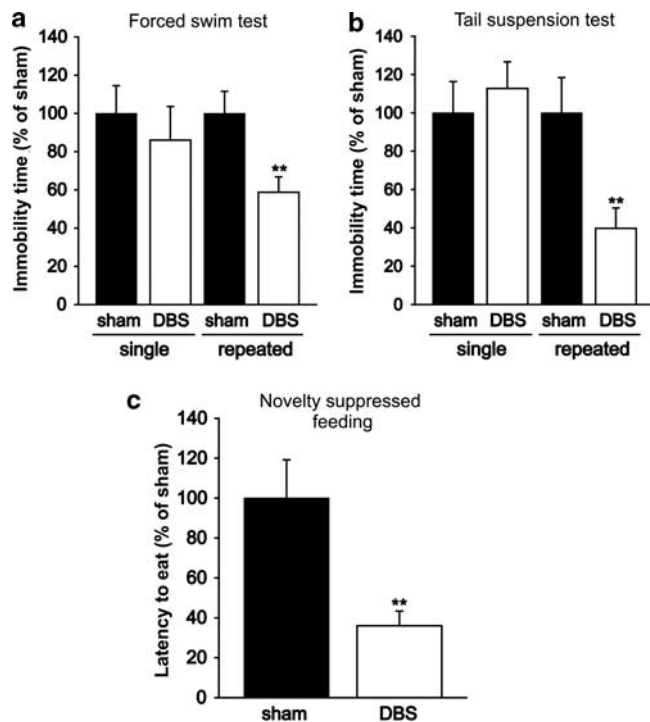 a
Forced swim test
Immobility time (% of sham)
140
120
100
80
60
40
20
0
**
sham DBS sham DBS
single repeated
b
Tail suspension test
Immobility time (% of sham)
140
120
100
80
60
40
20
0
**
sham DBS sham DBS
single repeated
c
Novelty suppressed
feeding
Latency to eat (% of sham)
140
120
100
80
60
40
20
0
**
sham DBS